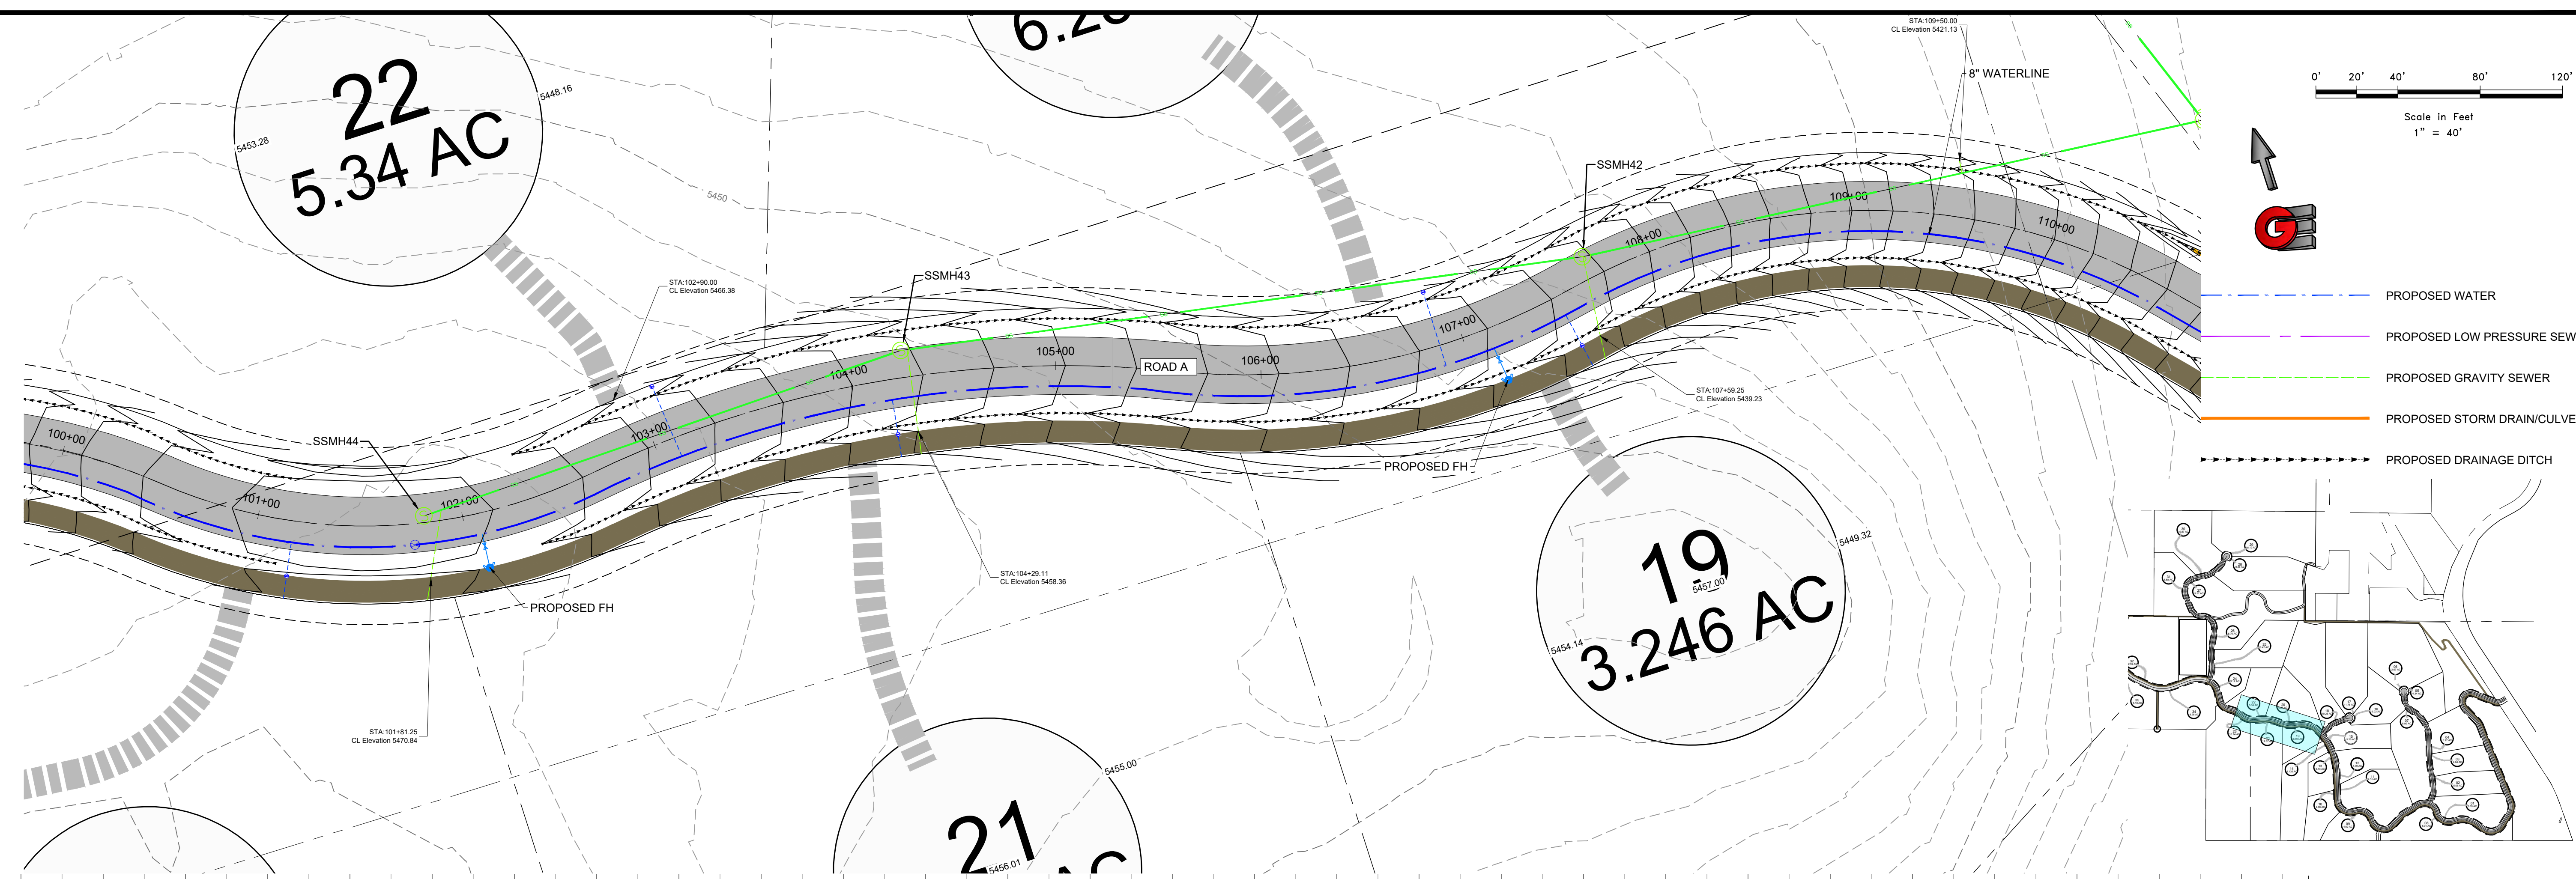 22
5.34 AC
5448.16
5453.28
5450
6.2
STA:109+50.00
CL Elevation 5421.13
8" WATERLINE
0' 20' 40' 80' 120'
Scale in Feet
1" = 40'
G
SSMH42
SSMH43
SSMH44
STA:102+90.00
CL Elevation 5466.38
100+00
101+00
102+00
103+00
104+00
105+00
106+00
107+00
108+00
109+00
110+00
ROAD A
PROPOSED FH
PROPOSED FH
STA:107+59.25
CL Elevation 5439.23
STA:104+29.11
CL Elevation 5458.36
STA:101+81.25
CL Elevation 5470.84
19
3.246 AC
5449.32
5457.00
5454.14
21
AC
5455.00
5456.01
PROPOSED WATER
PROPOSED LOW PRESSURE SEW
PROPOSED GRAVITY SEWER
PROPOSED STORM DRAIN/CULVE
PROPOSED DRAINAGE DITCH